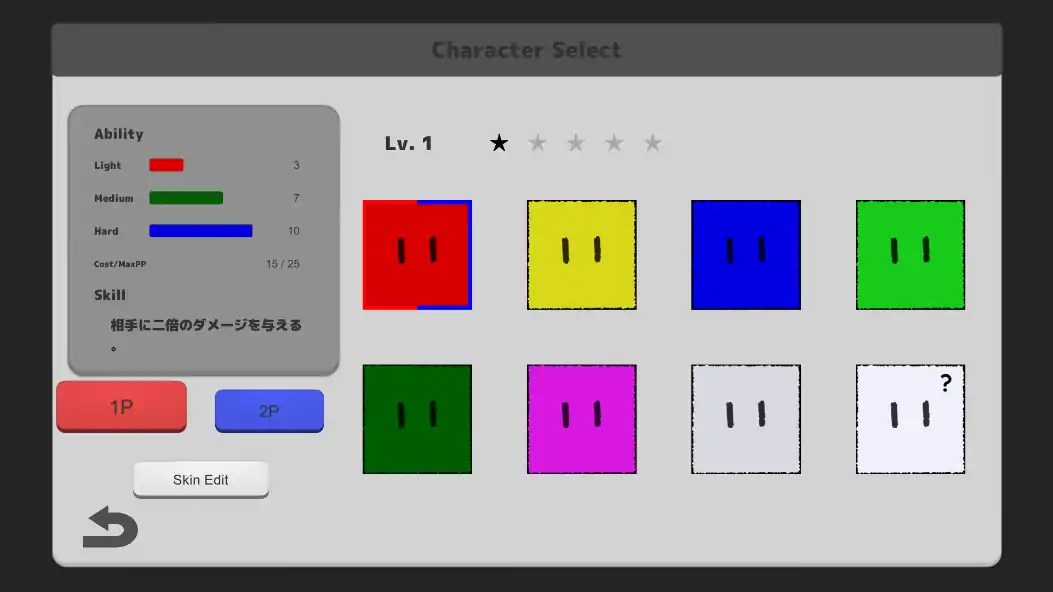 Character Select
Ability
Light 3
Medium 7
Hard 10
Cost/MaxPP 15 / 25
Skill
相手に二倍のダメージを与える
。
Lv. 1 ★ ★ ★ ★ ★
?
1P
2P
Skin Edit